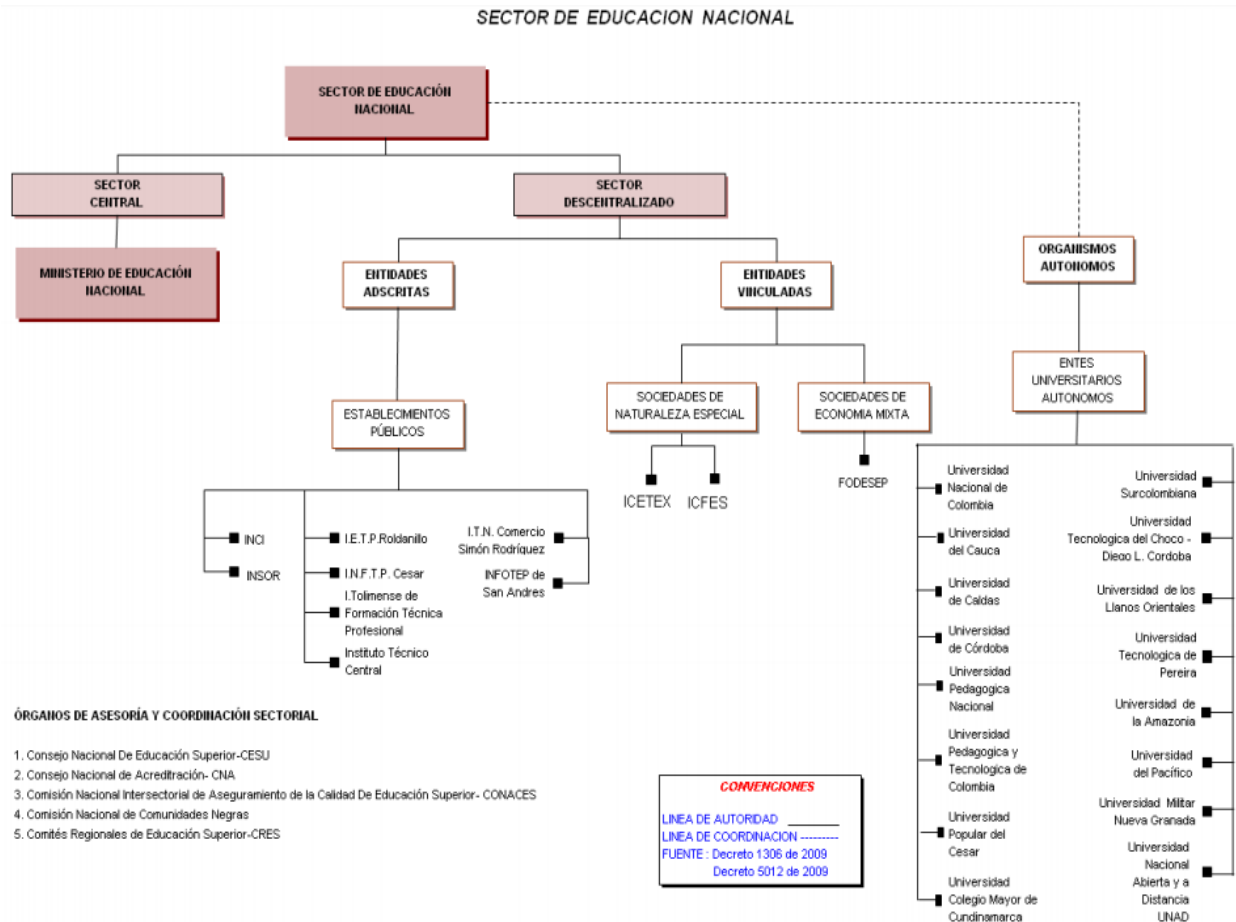 SECTOR DE EDUCACION NACIONAL
SECTOR DE EDUCACIÓN
NACIONAL
SECTOR
CENTRAL
SECTOR
DESCENTRALIZADO
MINISTERIO DE EDUCACIÓN
NACIONAL
ENTIDADES
ADSCRITAS
ENTIDADES
VINCULADAS
ORGANISMOS
AUTONOMOS
ESTABLECIMIENTOS
PÚBLICOS
SOCIEDADES DE
NATURALEZA ESPECIAL
SOCIEDADES DE
ECONOMIA MIXTA
ENTES
UNIVERSITARIOS
AUTONOMOS
INCI
INSOR
I.E.T.P.Roldanillo
I.N.F.T.P. Cesar
I.Tolimense de
Formación Técnica
Profesional
Instituto Técnico
Central
I.T.N. Comercio
Simón Rodríquez
INFOTEP de
San Andres
ICETEX
ICFES
FODESEP
Universidad
Nacional de
Colombia
Universidad
del Cauca
Universidad
de Caldas
Universidad
de Córdoba
Universidad
Pedagogica
Nacional
Universidad
Pedagogica y
Tecnologica de
Colombia
Universidad
Popular del
Cesar
Universidad
Colegio Mayor de
Cundinamarca
Universidad
Surcolombiana
Universidad
Tecnologica del Choco -
Diego L. Cordoba
Universidad de los
Llanos Orientales
Universidad
Tecnologica de
Pereira
Universidad de
la Amazonia
Universidad
del Pacífico
Universidad Militar
Nueva Granada
Universidad
Nacional
Abierta y a
Distancia
UNAD
ÓRGANOS DE ASESORÍA Y COORDINACIÓN SECTORIAL
1. Consejo Nacional De Educación Superior-CESU
2. Consejo Nacional de Acreditración- CNA
3. Comisión Nacional Intersectorial de Aseguramiento de la Calidad De Educación Superior- CONACES
4. Comisión Nacional de Comunidades Negras
5. Comités Regionales de Educación Superior-CRES
CONVENCIONES
LINEA DE AUTORIDAD ________
LINEA DE COORDINACION ---------
FUENTE : Decreto 1306 de 2009
Decreto 5012 de 2009